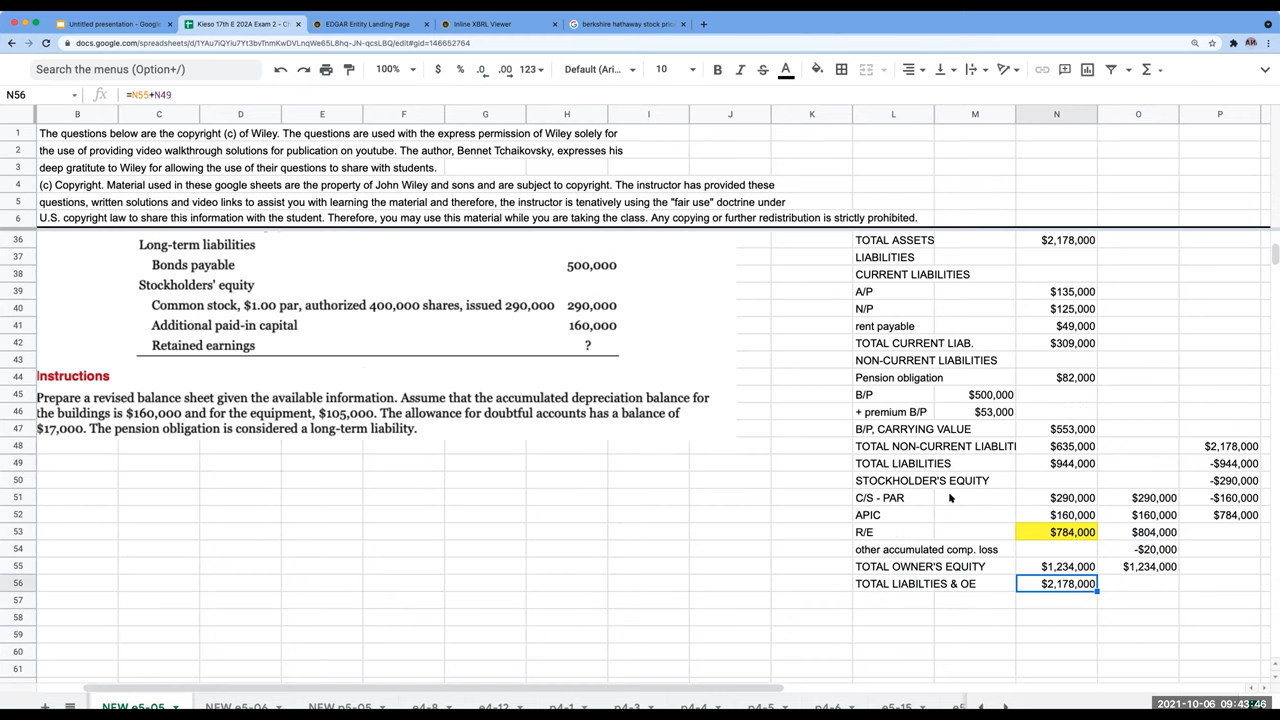 Untitled presentation - Google
Kieso 17th E 202A Exam 2 - Ch
EDGAR Entity Landing Page
Inline XBRL Viewer
berkshire hathaway stock pric
docs.google.com/spreadsheets/d/1YAu7iQYiu7Yt3bvTnmKwDVLnqWe65L8hq-JN-qcsLBQ/edit#gid=146652764
Search the menus (Option+/)
100%
$ % .0 .00 123
Default (Ari...
10
B I S A
N56
fx
=N55+N49
B C D E F G H I J K L M N O P
1 The questions below are the copyright (c) of Wiley. The questions are used with the express permission of Wiley solely for
2 the use of providing video walkthrough solutions for publication on youtube. The author, Bennet Tchaikovsky, expresses his
3 deep gratitute to Wiley for allowing the use of their questions to share with students.
4 (c) Copyright. Material used in these google sheets are the property of John Wiley and sons and are subject to copyright. The instructor has provided these
5 questions, written solutions and video links to assist you with learning the material and therefore, the instructor is tenatively using the "fair use" doctrine under
6 U.S. copyright law to share this information with the student. Therefore, you may use this material while you are taking the class. Any copying or further redistribution is strictly prohibited.
Long-term liabilities
Bonds payable 500,000
Stockholders' equity
Common stock, $1.00 par, authorized 400,000 shares, issued 290,000 290,000
Additional paid-in capital 160,000
Retained earnings ?
Instructions
Prepare a revised balance sheet given the available information. Assume that the accumulated depreciation balance for
the buildings is $160,000 and for the equipment, $105,000. The allowance for doubtful accounts has a balance of
$17,000. The pension obligation is considered a long-term liability.
36 TOTAL ASSETS $2,178,000
37 LIABILITIES
38 CURRENT LIABILITIES
39 A/P $135,000
40 N/P $125,000
41 rent payable $49,000
42 TOTAL CURRENT LIAB. $309,000
43 NON-CURRENT LIABILITIES
44 Pension obligation $82,000
45 B/P $500,000
46 + premium B/P $53,000
47 B/P, CARRYING VALUE $553,000
48 TOTAL NON-CURRENT LIABLITI $635,000 $2,178,000
49 TOTAL LIABILITIES $944,000 -$944,000
50 STOCKHOLDER'S EQUITY -$290,000
51 C/S - PAR $290,000 $290,000 -$160,000
52 APIC $160,000 $160,000 $784,000
53 R/E $784,000 $804,000
54 other accumulated comp. loss -$20,000
55 TOTAL OWNER'S EQUITY $1,234,000 $1,234,000
56 TOTAL LIABILTIES & OE $2,178,000
57
58
59
60
61
NEW e5-05 NEW e5-06 NEW p5-05 e4-8 e4-12 p4-1 p4-3 p4-4 p4-5 p4-6 e5-15 e5
2021-10-06 09:43:46